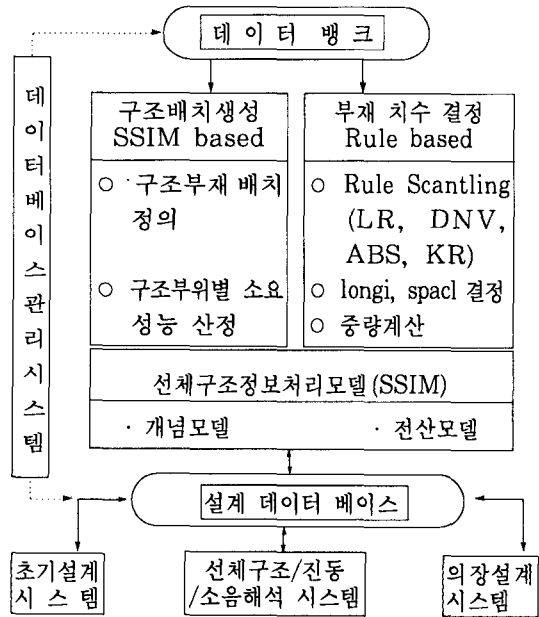 데이터 뱅크
데이터베이스관리시스템
구조배치생성
SSIM based
○ 구조부재 배치
정의
○ 구조부위별 소요
성능 산정
부재 치수 결정
Rule based
○ Rule Scantling
(LR, DNV,
ABS, KR)
○ longi, spacl 결정
○ 중량계산
선체구조정보처리모델(SSIM)
· 개념모델 · 전산모델
설계 데이터 베이스
초기설계
시스템
선체구조/진동
/소음해석 시스템
의장설계
시스템